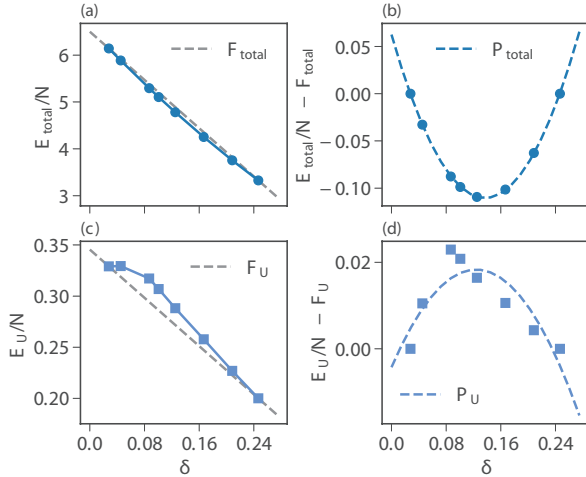 (a)
F total
E total/N
6
5
4
3
(b)
P total
E total/N − F total
0.05
0.00
−0.05
−0.10
(c)
F U
E U/N
0.35
0.30
0.25
0.20
0.0 0.08 0.16 0.24
δ
(d)
P U
E U/N − F U
0.02
0.00
0.0 0.08 0.16 0.24
δ